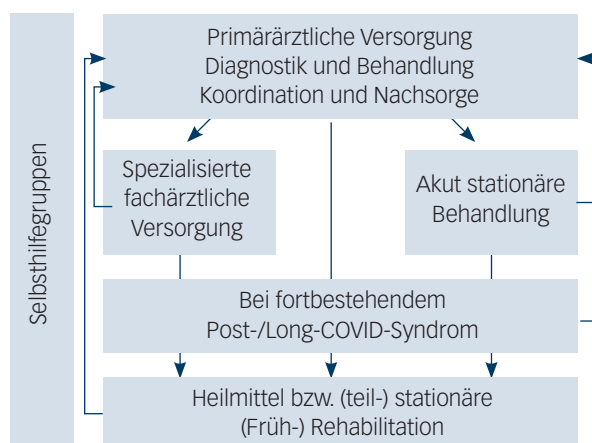 Selbsthilfegruppen
Primärärztliche Versorgung
Diagnostik und Behandlung
Koordination und Nachsorge
Spezialisierte
fachärztliche
Versorgung
Akut stationäre
Behandlung
Bei fortbestehendem
Post-/Long-COVID-Syndrom
Heilmittel bzw. (teil-) stationäre
(Früh-) Rehabilitation